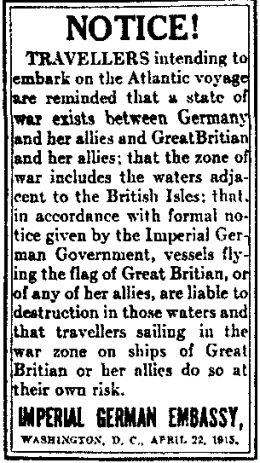 NOTICE!
TRAVELLERS intending to
embark on the Atlantic voyage
are reminded that a state of
war exists between Germany
and her allies and GreatBritian
and her allies; that the zone of
war includes the waters adja-
cent to the British Isles; that,
in accordance with formal no-
tice given by the Imperial Ger-
man Government, vessels fly-
ing the flag of Great Britian, or
of any of her allies, are liable to
destruction in those waters and
that travellers sailing in the
war zone on ships of Great
Britian or her allies do so at
their own risk.
IMPERIAL GERMAN EMBASSY,
WASHINGTON, D. C., APRIL 22, 1915.